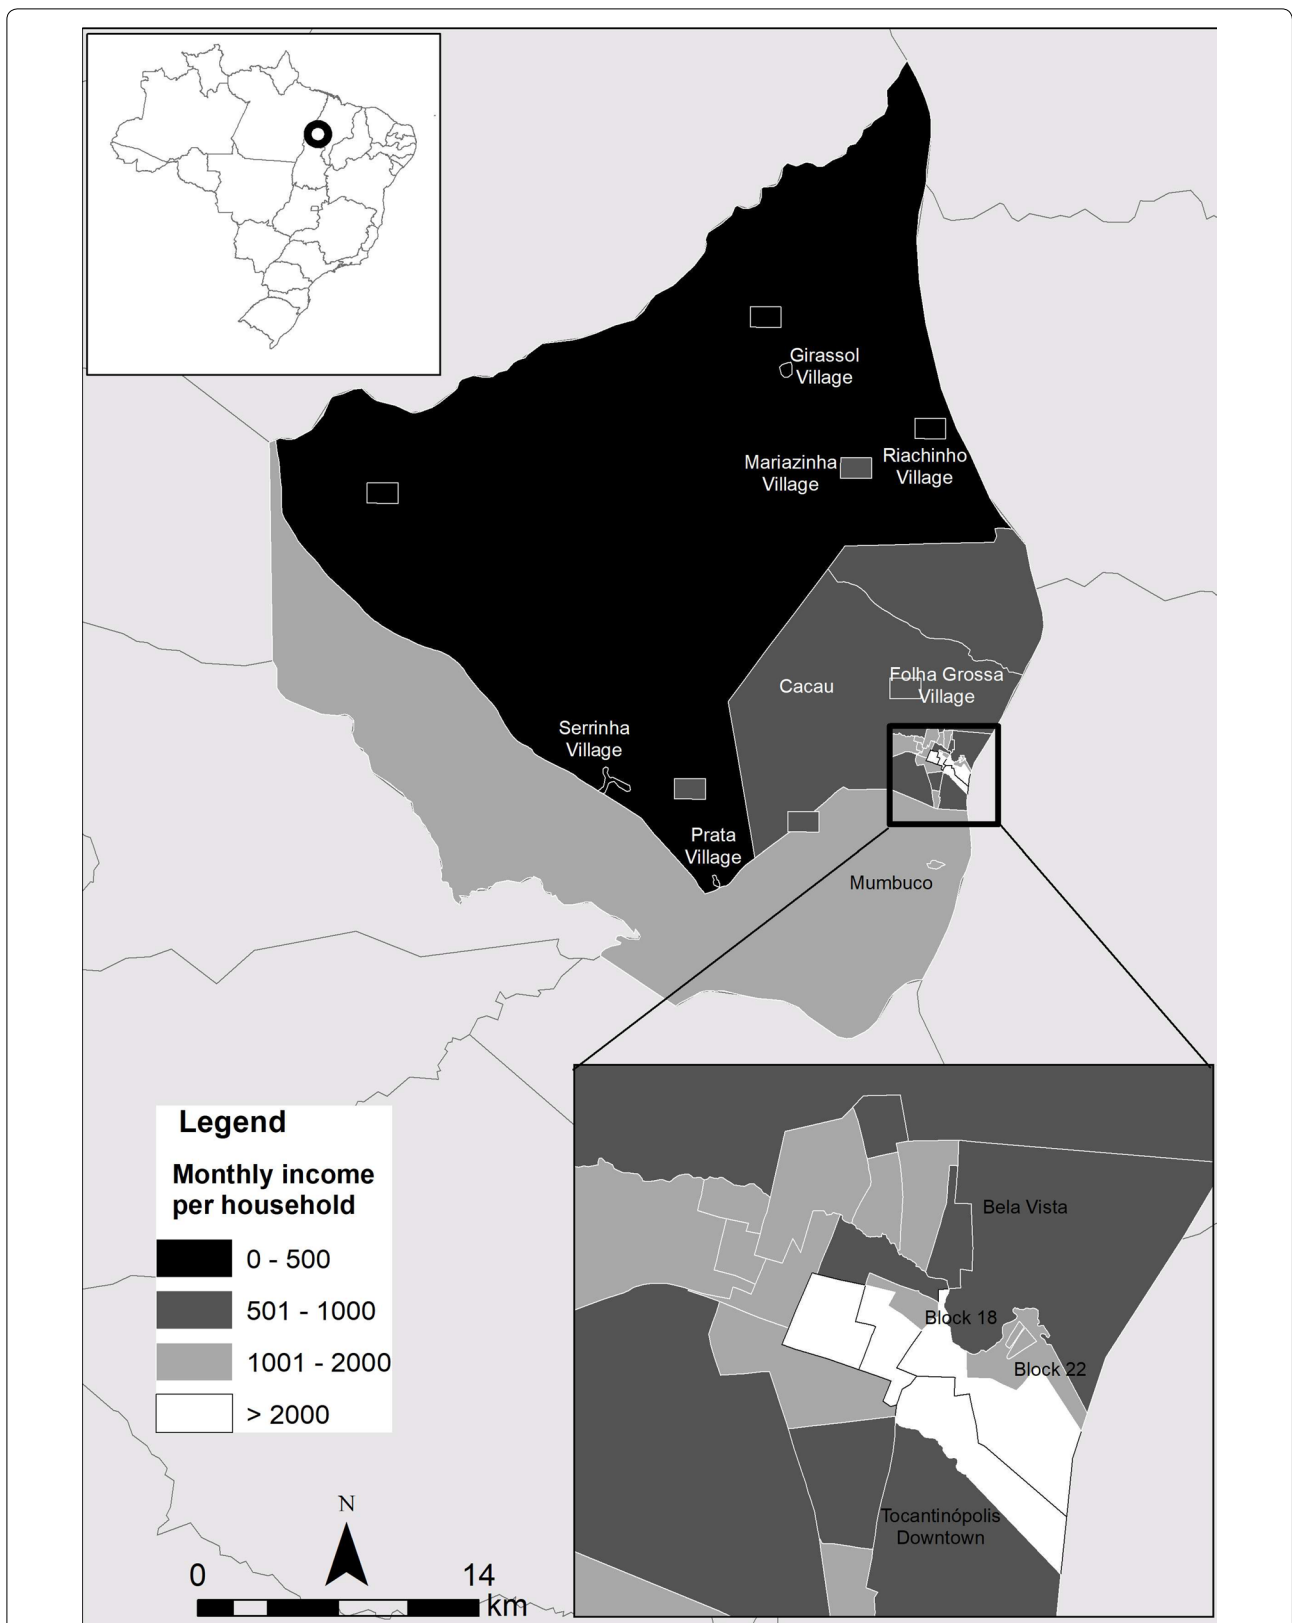 Girassol
Village
Mariazinha
Village
Riachinho
Village
Cacau
Folha Grossa
Village
Serrinha
Village
Prata
Village
Mumbuco
Legend
Monthly income
per household
0 - 500
501 - 1000
1001 - 2000
> 2000
N
0
14
km
Bela Vista
Block 18
Block 22
Tocantinópolis
Downtown